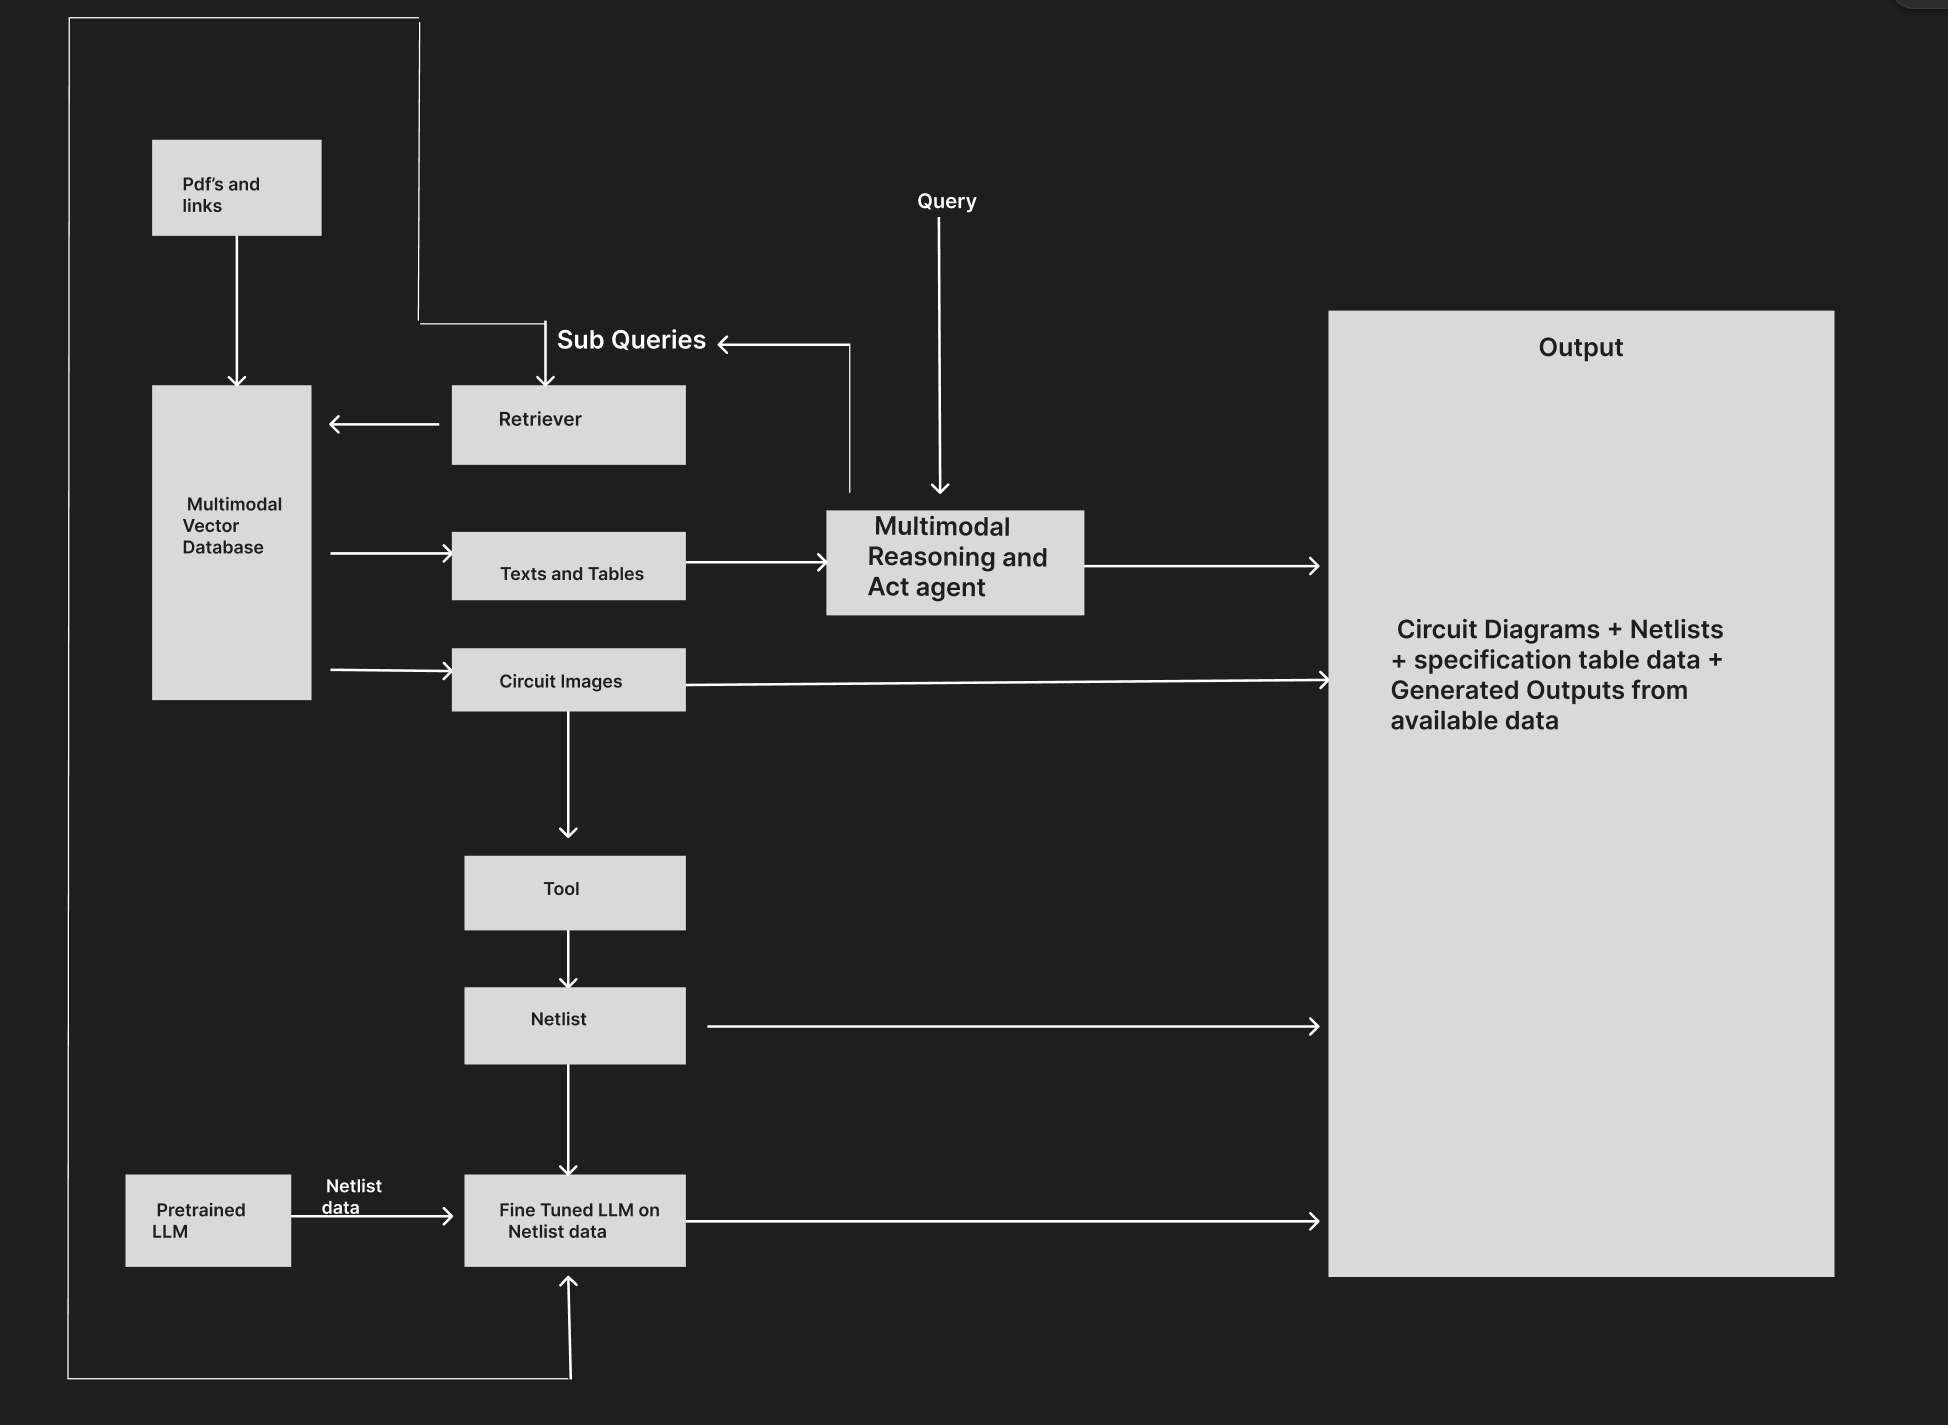 Pdf’s and
links
Query
Sub Queries
Output
Retriever
Multimodal
Vector
Database
Texts and Tables
Multimodal
Reasoning and
Act agent
Circuit Images
Circuit Diagrams + Netlists
+ specification table data +
Generated Outputs from
available data
Tool
Netlist
Pretrained
LLM
Netlist
data
Fine Tuned LLM on
Netlist data